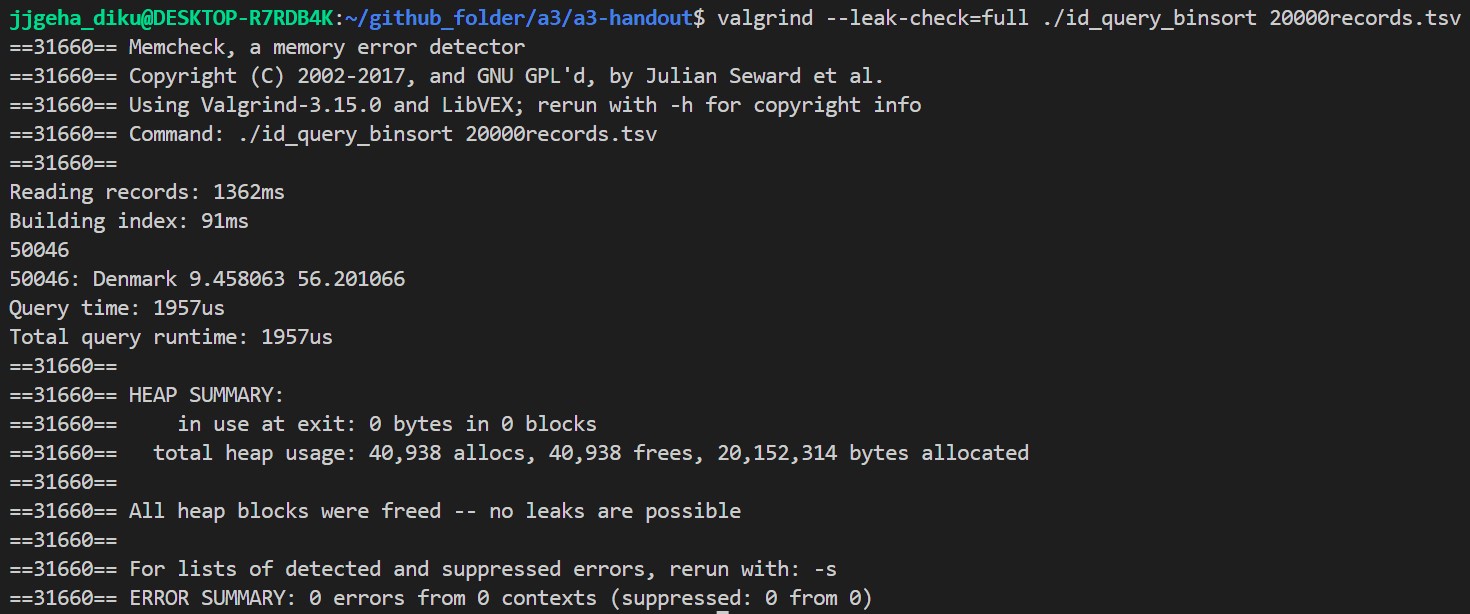 jjgeha_diku@DESKTOP-R7RDB4K:~/github_folder/a3/a3-handout$ valgrind --leak-check=full ./id_query_binsort 20000records.tsv
==31660== Memcheck, a memory error detector
==31660== Copyright (C) 2002-2017, and GNU GPL'd, by Julian Seward et al.
==31660== Using Valgrind-3.15.0 and LibVEX; rerun with -h for copyright info
==31660== Command: ./id_query_binsort 20000records.tsv
==31660==
Reading records: 1362ms
Building index: 91ms
50046
50046: Denmark 9.458063 56.201066
Query time: 1957us
Total query runtime: 1957us
==31660==
==31660== HEAP SUMMARY:
==31660==     in use at exit: 0 bytes in 0 blocks
==31660==   total heap usage: 40,938 allocs, 40,938 frees, 20,152,314 bytes allocated
==31660==
==31660== All heap blocks were freed -- no leaks are possible
==31660==
==31660== For lists of detected and suppressed errors, rerun with: -s
==31660== ERROR SUMMARY: 0 errors from 0 contexts (suppressed: 0 from 0)